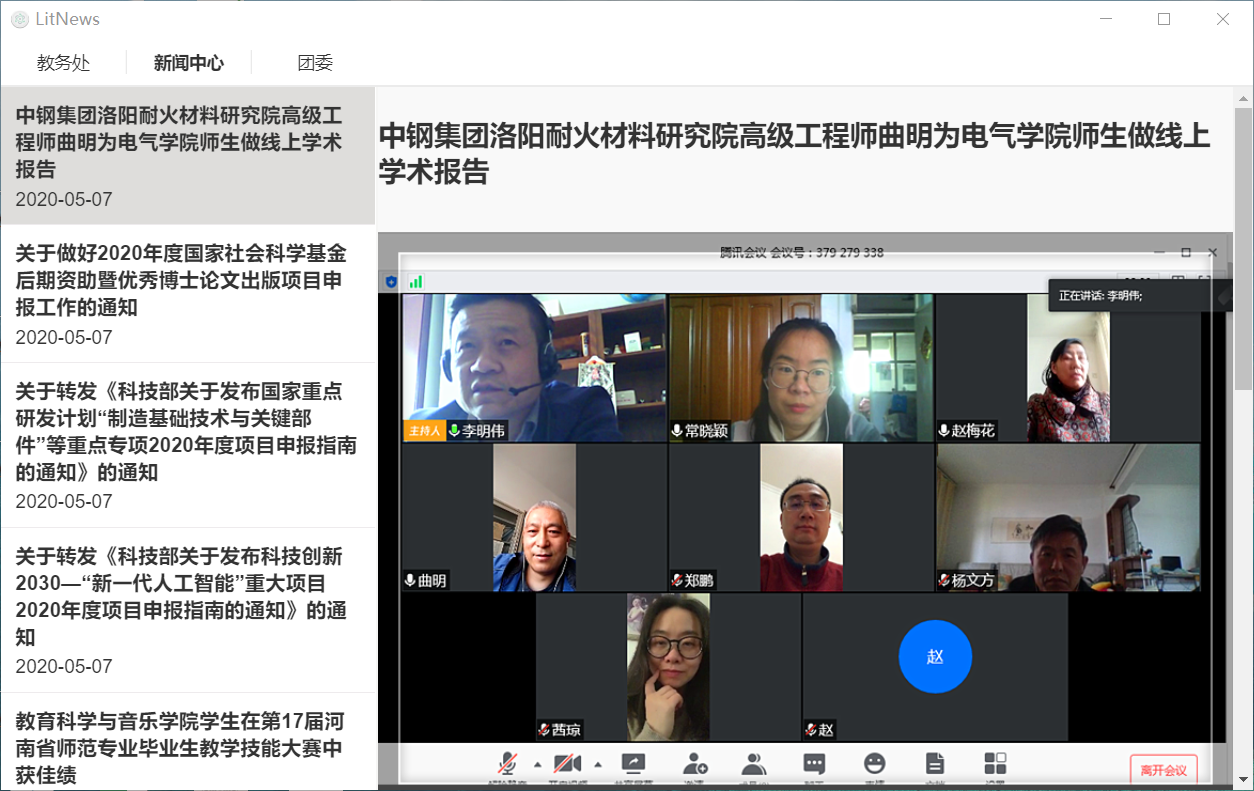 LitNews
教务处
新闻中心
团委
中钢集团洛阳耐火材料研究院高级工
程师曲明为电气学院师生做线上学术
报告
2020-05-07
关于做好2020年度国家社会科学基金
后期资助暨优秀博士论文出版项目申
报工作的通知
2020-05-07
关于转发《科技部关于发布国家重点
研发计划“制造基础技术与关键部
件”等重点专项2020年度项目申报指南
的通知》的通知
2020-05-07
关于转发《科技部关于发布科技创新
2030—“新一代人工智能”重大项目
2020年度项目申报指南的通知》的通
知
2020-05-07
教育科学与音乐学院学生在第17届河
南省师范专业毕业生教学技能大赛中
获佳绩
中钢集团洛阳耐火材料研究院高级工程师曲明为电气学院师生做线上
学术报告
腾讯会议 会议号：379 279 338
正在讲话: 李明伟;
主持人 李明伟
常晓颖
赵梅花
曲明
郑鹏
杨文方
茜琼
赵
赵
离开会议